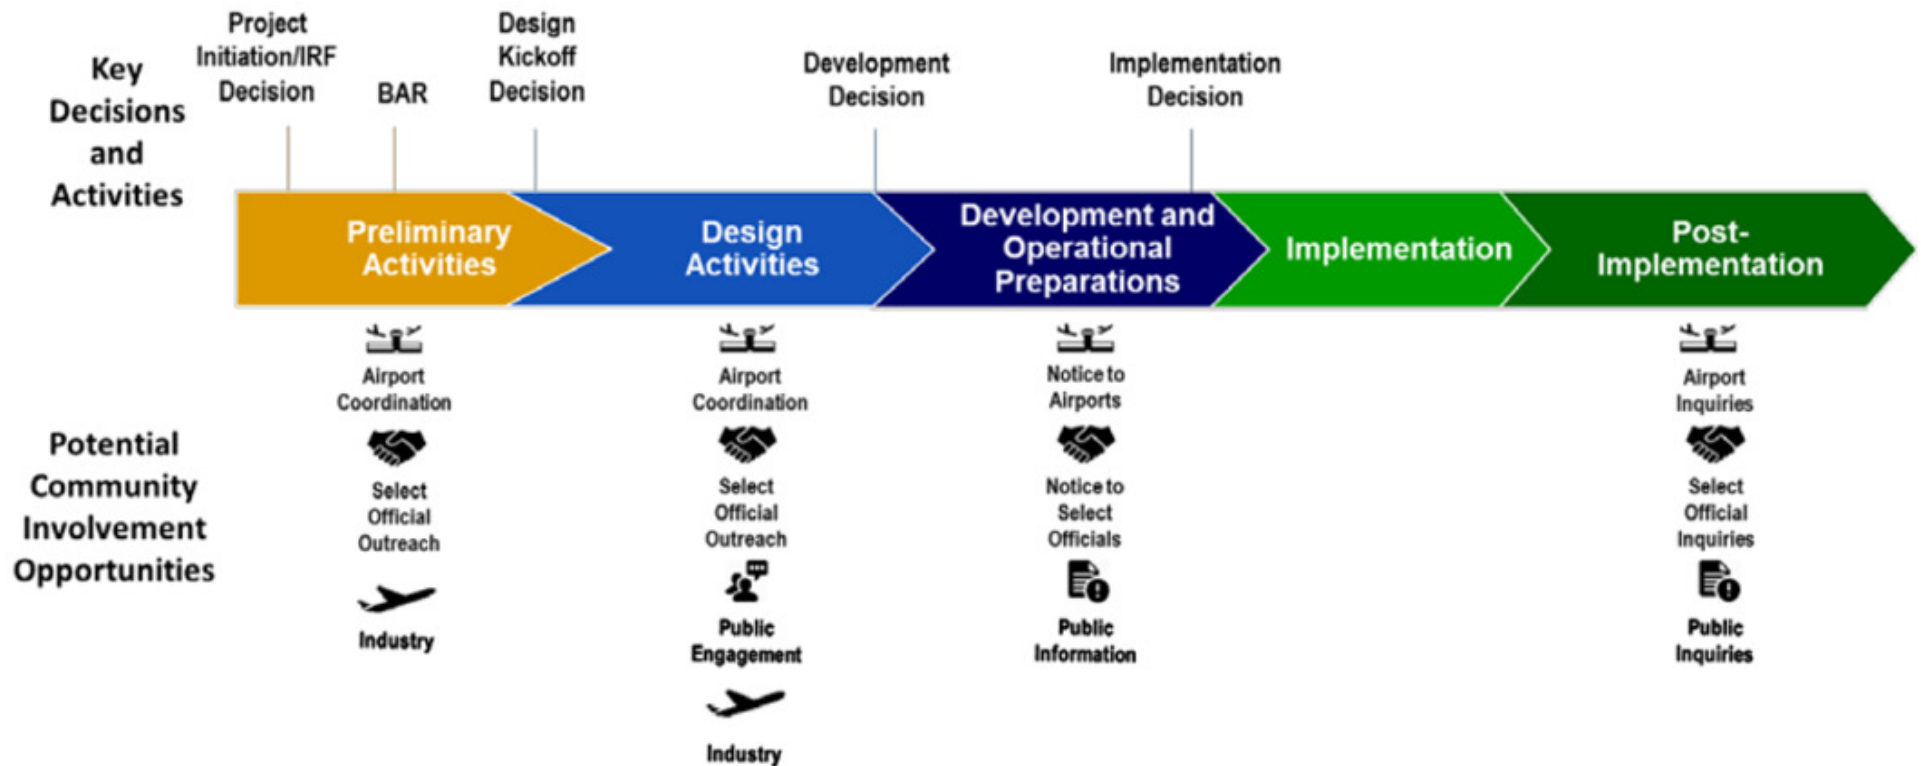 Key
Decisions
and
Activities
Project
Initiation/IRF
Decision
BAR
Design
Kickoff
Decision
Development
Decision
Implementation
Decision
Preliminary
Activities
Design
Activities
Development and
Operational
Preparations
Implementation
Post-
Implementation
Potential
Community
Involvement
Opportunities
Airport
Coordination
Select
Official
Outreach
Industry
Airport
Coordination
Select
Official
Outreach
Public
Engagement
Industry
Notice to
Airports
Notice to
Select
Officials
Public
Information
Airport
Inquiries
Select
Official
Inquiries
Public
Inquiries